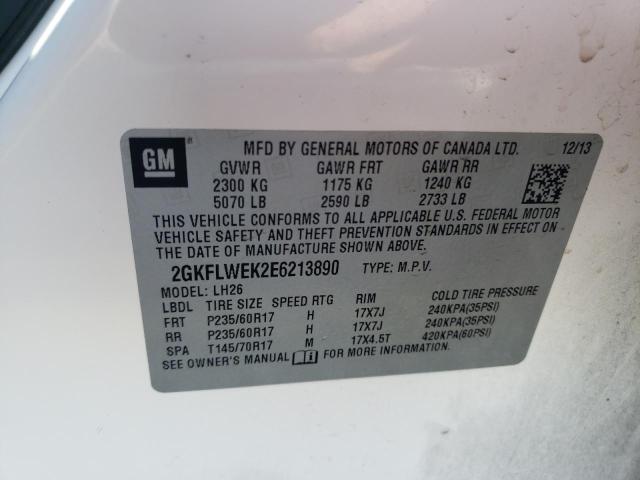 GM
MFD BY GENERAL MOTORS OF CANADA LTD. 12/13
GVWR GAWR FRT GAWR RR
2300 KG 1175 KG 1240 KG
5070 LB 2590 LB 2733 LB
THIS VEHICLE CONFORMS TO ALL APPLICABLE U.S. FEDERAL MOTOR
VEHICLE SAFETY AND THEFT PREVENTION STANDARDS IN EFFECT ON
THE DATE OF MANUFACTURE SHOWN ABOVE.
2GKFLWEK2E6213890 TYPE: M.P.V.
MODEL: LH26
LBDL TIRE SIZE SPEED RTG RIM COLD TIRE PRESSURE
FRT P235/60R17 H 17X7J 240KPA(35PSI)
RR P235/60R17 H 17X7J 240KPA(35PSI)
SPA T145/70R17 M 17X4.5T 420KPA(60PSI)
SEE OWNER'S MANUAL FOR MORE INFORMATION.